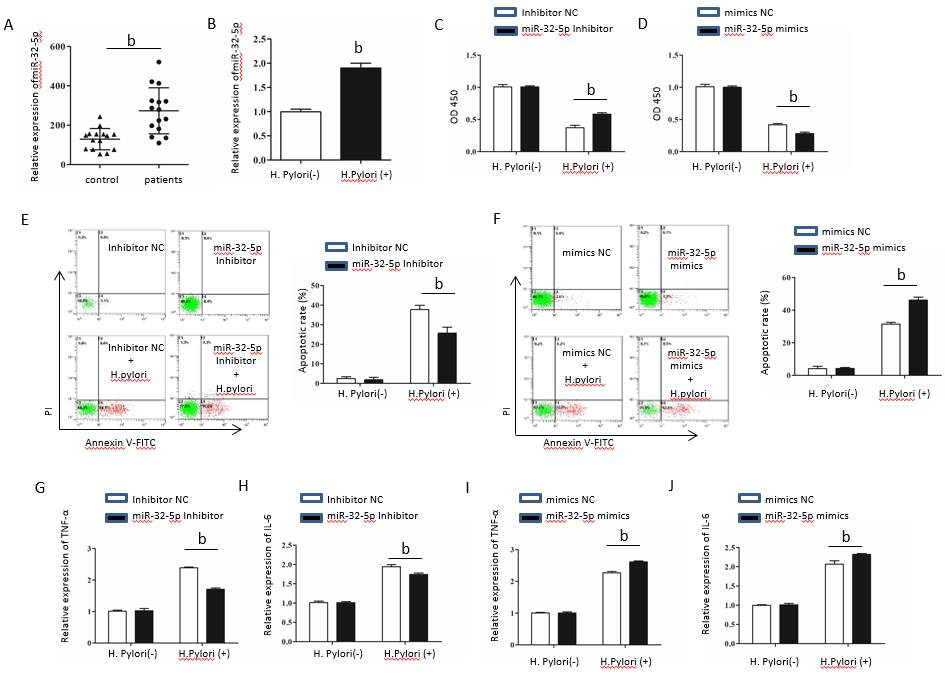 A
Relative expression ofmiR-32-5p
600
400
200
0
b
control
patients
B
Relative expression ofmiR-32-5p
2.5
2.0
1.5
1.0
0.5
0.0
b
H. Pylori(-)
H.Pylori (+)
C
Inhibitor NC
miR-32-5p Inhibitor
OD 450
1.5
1.0
0.5
0.0
b
H. Pylori(-)
H.Pylori (+)
D
mimics NC
miR-32-5p mimics
OD 450
1.5
1.0
0.5
0.0
b
H. Pylori(-)
H.Pylori (+)
E
Inhibitor NC
miR-32-5p
Inhibitor
Inhibitor NC
+
H.pylori
miR-32-5p
Inhibitor
+
H.pylori
PI
Annexin V-FITC
Inhibitor NC
miR-32-5p Inhibitor
Apoptotic rate (%)
50
40
30
20
10
0
b
H. Pylori(-)
H.Pylori (+)
F
mimics NC
miR-32-5p
mimics
mimics NC
+
H.pylori
miR-32-5p
mimics
+
H.pylori
PI
Annexin V-FITC
mimics NC
miR-32-5p mimics
Apoptotic rate (%)
60
40
20
0
b
H. Pylori(-)
H.Pylori (+)
G
Inhibitor NC
miR-32-5p Inhibitor
Relative expression of TNF-α
3
2
1
0
b
H. Pylori(-)
H.Pylori (+)
H
Inhibitor NC
miR-32-5p Inhibitor
Relative expression of IL-6
2.5
2.0
1.5
1.0
0.5
0.0
b
H. Pylori(-)
H.Pylori (+)
I
mimics NC
miR-32-5p mimics
Relative expression of TNF-α
3
2
1
0
b
H. Pylori(-)
H.Pylori (+)
J
mimics NC
miR-32-5p mimics
Relative expression of IL-6
2.5
2.0
1.5
1.0
0.5
0.0
b
H. Pylori(-)
H.Pylori (+)